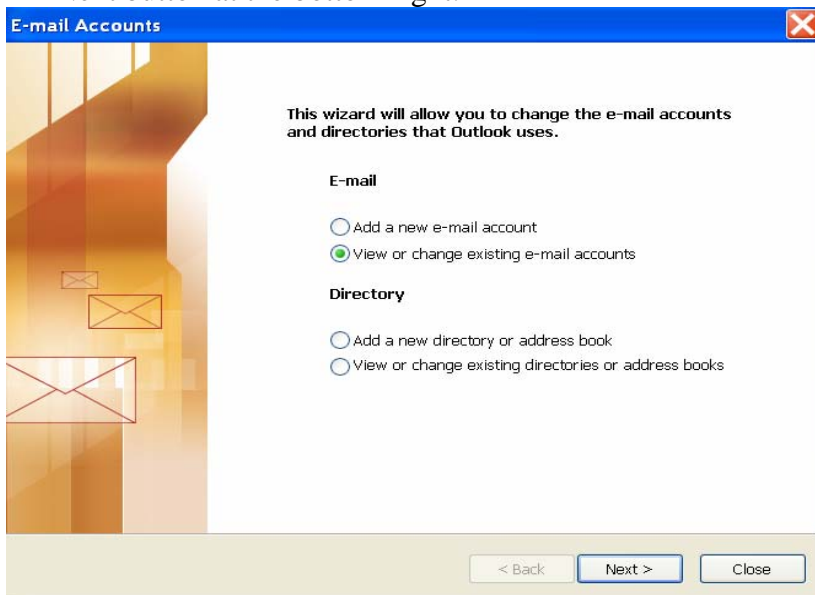 E-mail Accounts
This wizard will allow you to change the e-mail accounts
and directories that Outlook uses.
E-mail
Add a new e-mail account
View or change existing e-mail accounts
Directory
Add a new directory or address book
View or change existing directories or address books
< Back Next > Close